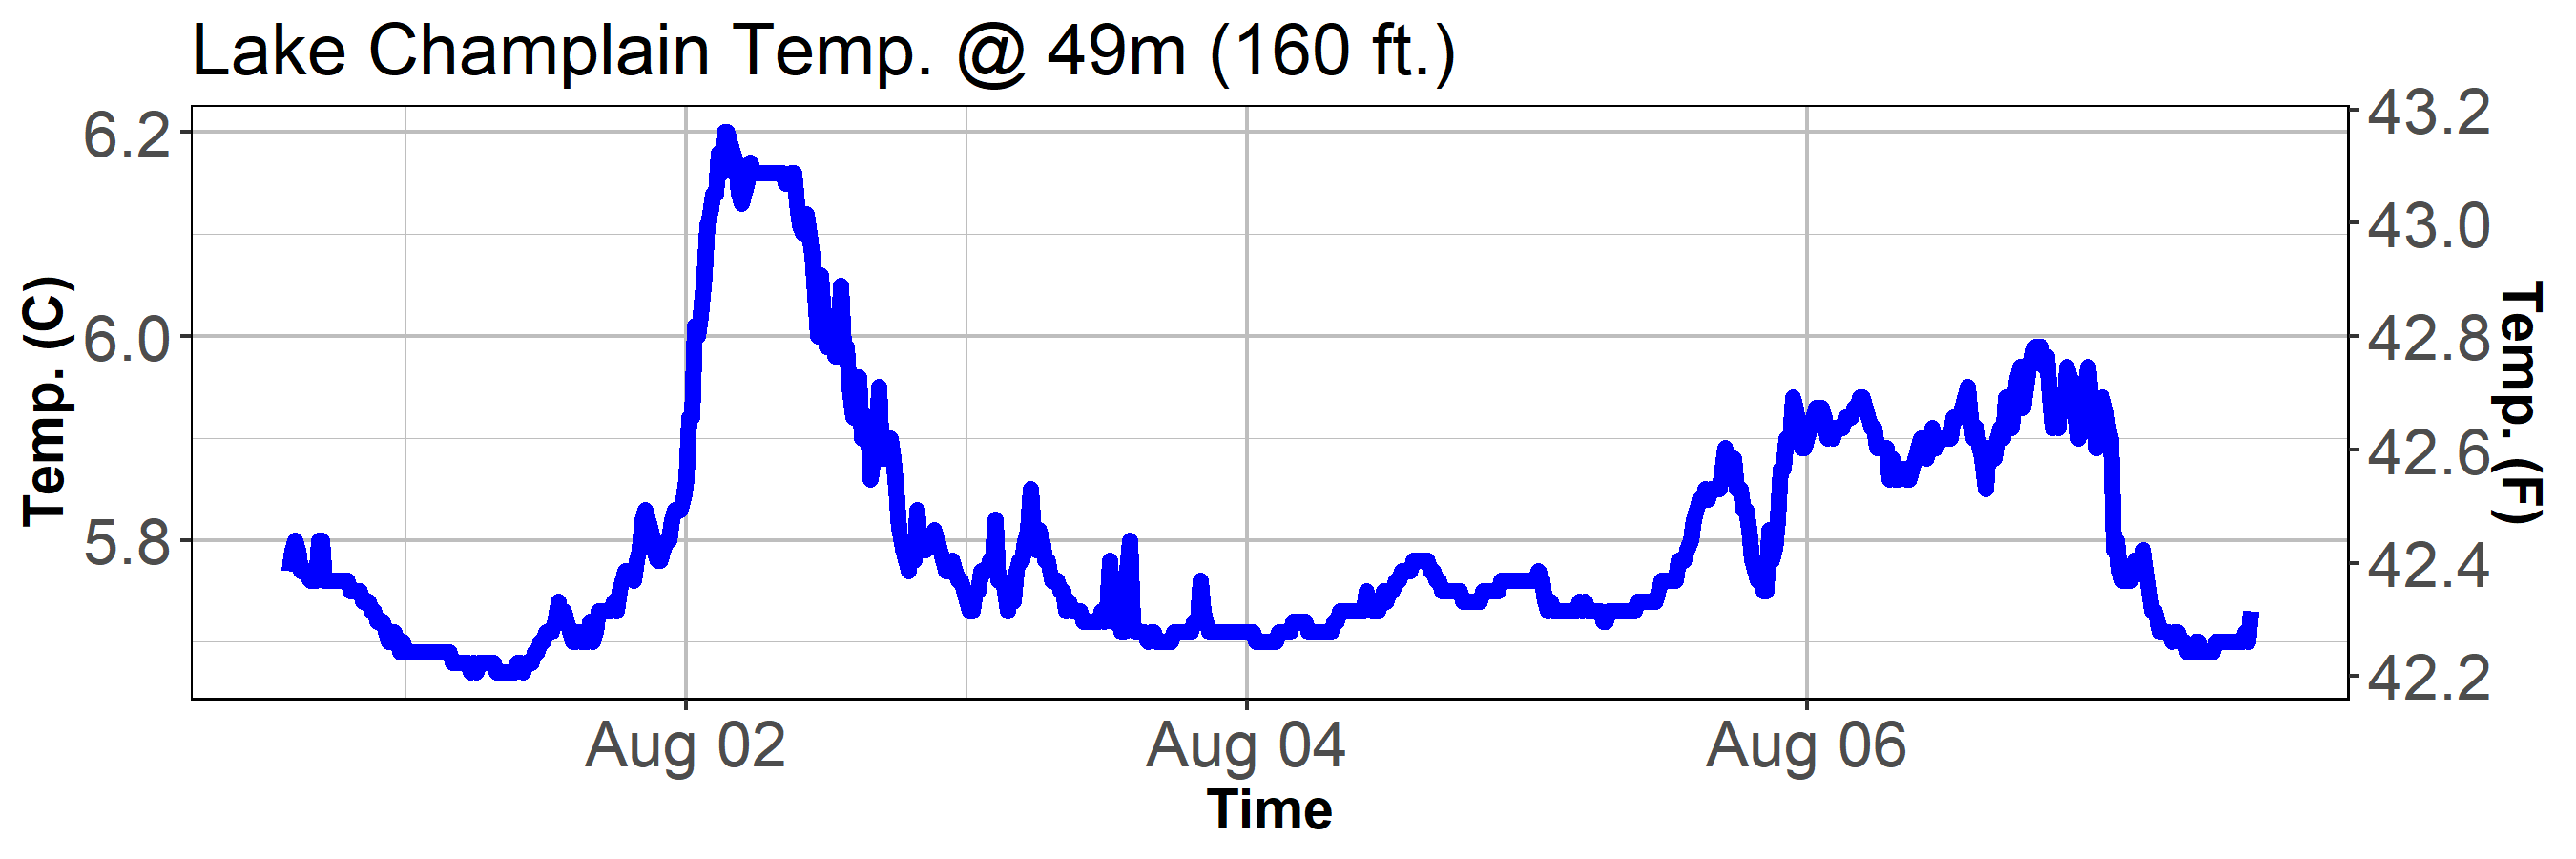 Lake Champlain Temp. @ 49m (160 ft.)
Temp. (C)
6.2
6.0
5.8
43.2
43.0
42.8
42.6
42.4
42.2
Temp. (F)
Aug 02 Aug 04 Aug 06
Time